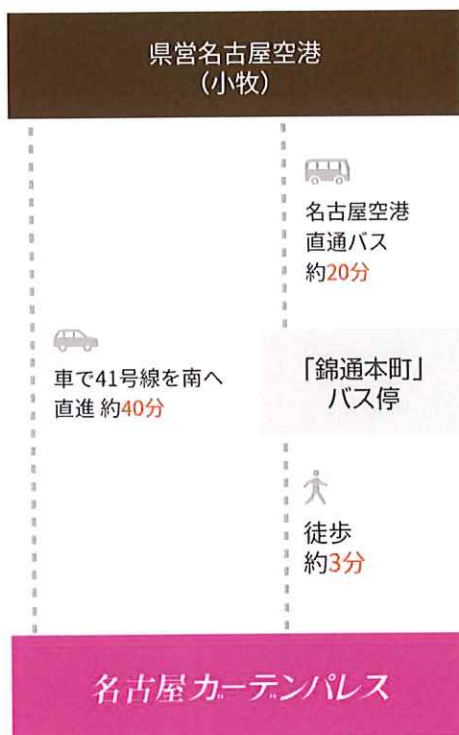 県営名古屋空港
（小牧）
名古屋空港
直通バス
約20分
車で41号線を南へ
直進 約40分
「錦通本町」
バス停
徒歩
約3分
名古屋ガーデンパレス